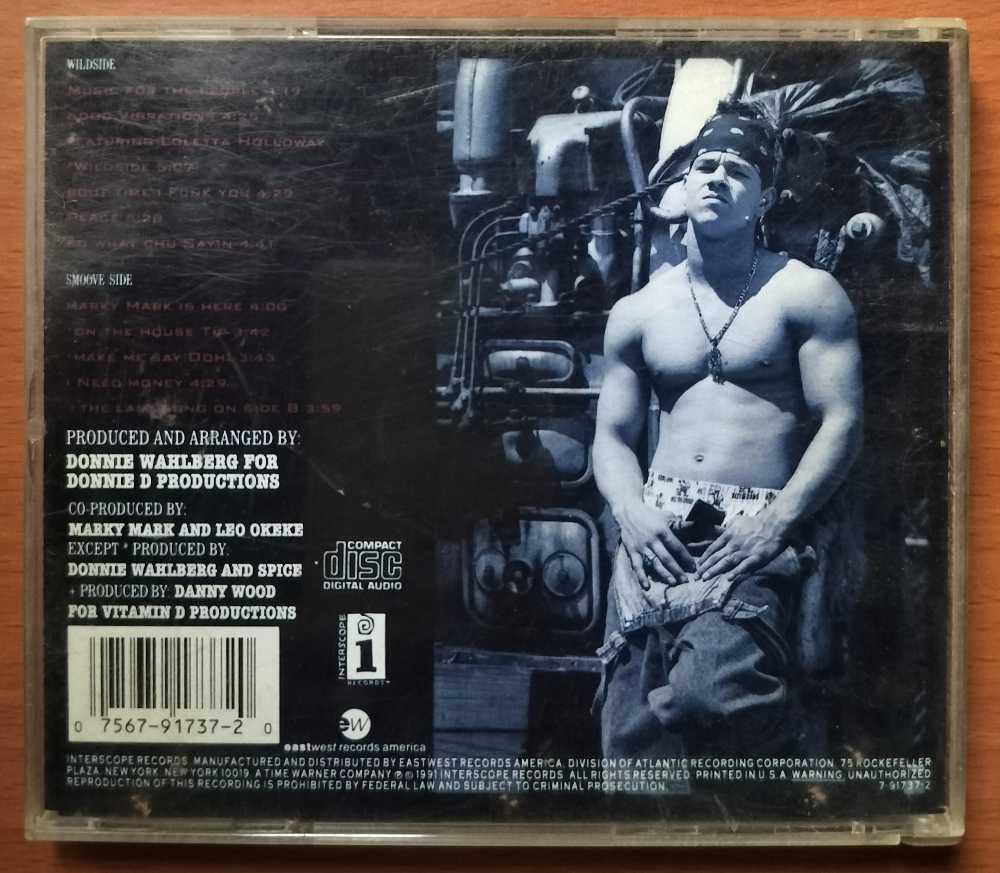 WILDSIDE
MUSIC FOR THE PEOPLE 4:19
GOOD VIBRATIONS 4:26
FEATURING LOLETTA HOLLOWAY
*WILDSIDE 5:07
BOUT TIME I FUNK YOU 4:29
PEACE 5:20
SO WHAT CHU SAYIN 4:41
SMOOVE SIDE
MARKY MARK IS HERE 4:00
*ON THE HOUSE TIP 3:42
*MAKE ME SAY OOH! 3:43
I NEED MONEY 4:29
THE LAST SONG ON SIDE B 3:59
PRODUCED AND ARRANGED BY:
DONNIE WAHLBERG FOR
DONNIE D PRODUCTIONS
CO-PRODUCED BY:
MARKY MARK AND LEO OKEKE
EXCEPT * PRODUCED BY:
DONNIE WAHLBERG AND SPICE
+ PRODUCED BY: DANNY WOOD
FOR VITAMIN D PRODUCTIONS
COMPACT
disc
DIGITAL AUDIO
INTERSCOPE
i
RECORDS™
0 7567-91737-2 0
ew
eastwest records america
INTERSCOPE RECORDS. MANUFACTURED AND DISTRIBUTED BY EASTWEST RECORDS AMERICA, DIVISION OF ATLANTIC RECORDING CORPORATION, 75 ROCKEFELLER
PLAZA, NEW YORK, NEW YORK 10019. A TIME WARNER COMPANY ℗ © 1991 INTERSCOPE RECORDS. ALL RIGHTS RESERVED. PRINTED IN U.S.A. WARNING: UNAUTHORIZED
REPRODUCTION OF THIS RECORDING IS PROHIBITED BY FEDERAL LAW AND SUBJECT TO CRIMINAL PROSECUTION. 7 91737-2